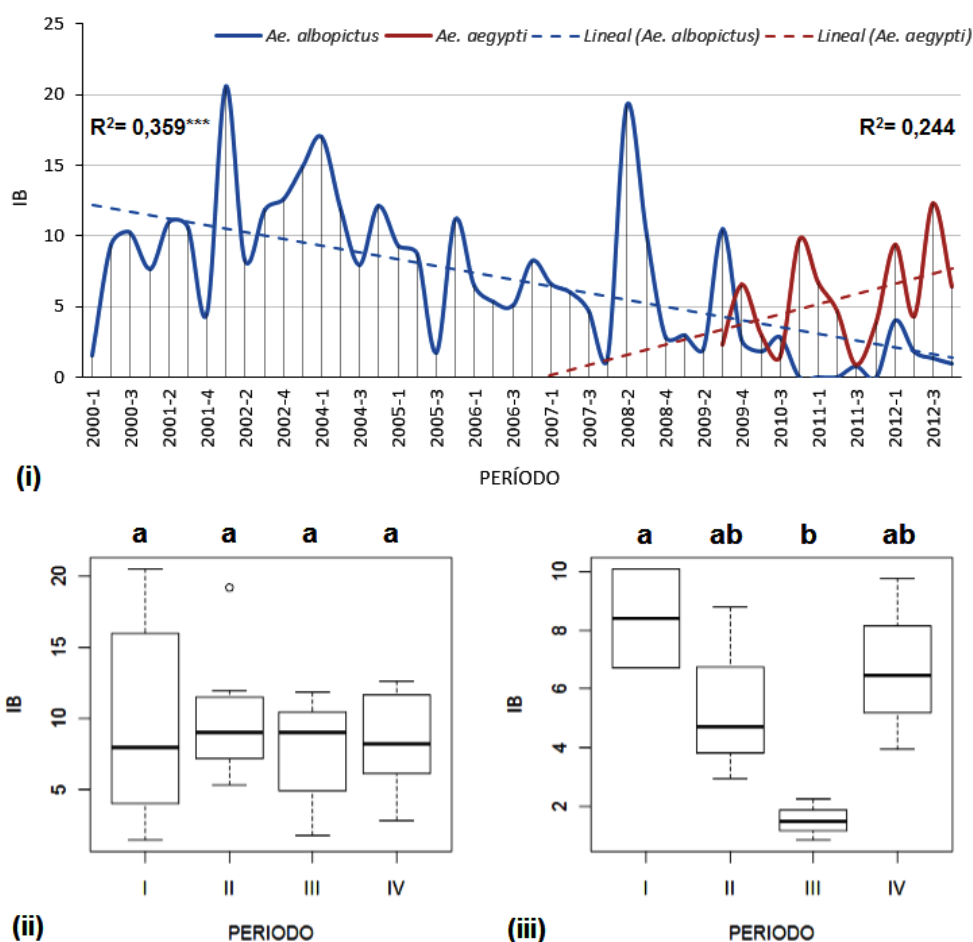 25
Ae. albopictus Ae. aegypti Lineal (Ae. albopictus) Lineal (Ae. aegypti)
20
R²= 0,359*** R²= 0,244
15
IB
10
5
0
2000-1 2000-3 2001-2 2001-4 2002-2 2002-4 2004-1 2004-3 2005-1 2005-3 2006-1 2006-3 2007-1 2007-3 2008-2 2008-4 2009-2 2009-4 2010-3 2011-1 2011-3 2012-1 2012-3
(i) PERÍODO
a a a a
20
15
IB
10
5
I II III IV
(ii) PERIODO
a ab b ab
10
8
6
IB
4
2
I II III IV
(iii) PERIODO